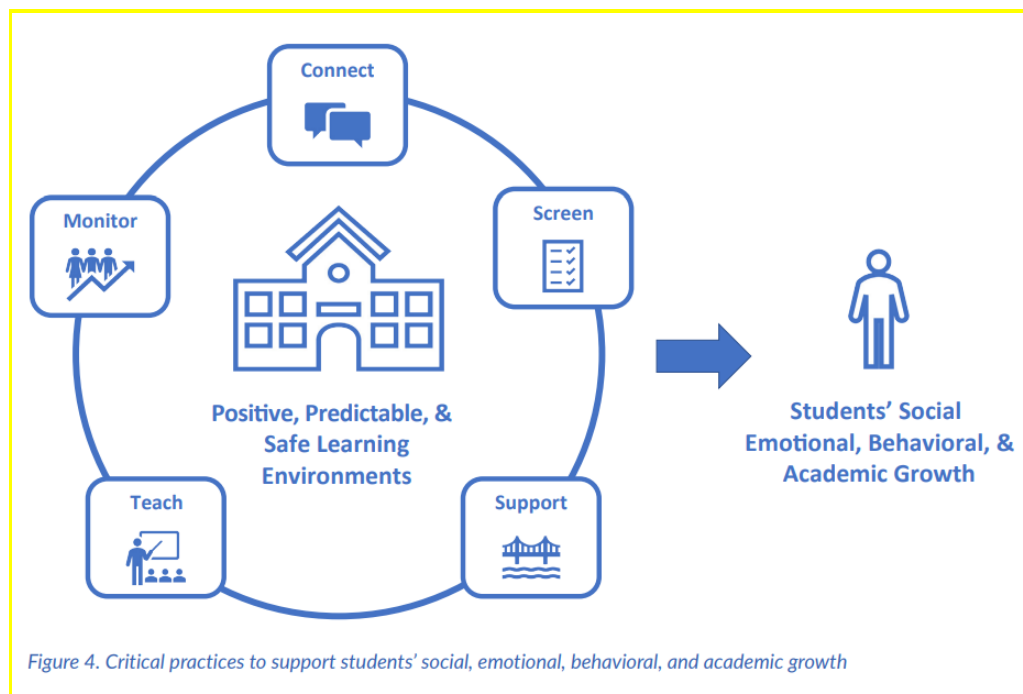 Connect
Monitor
Screen
Positive, Predictable, &
Safe Learning
Environments
Students’ Social
Emotional, Behavioral, &
Academic Growth
Teach
Support
Figure 4. Critical practices to support students’ social, emotional, behavioral, and academic growth